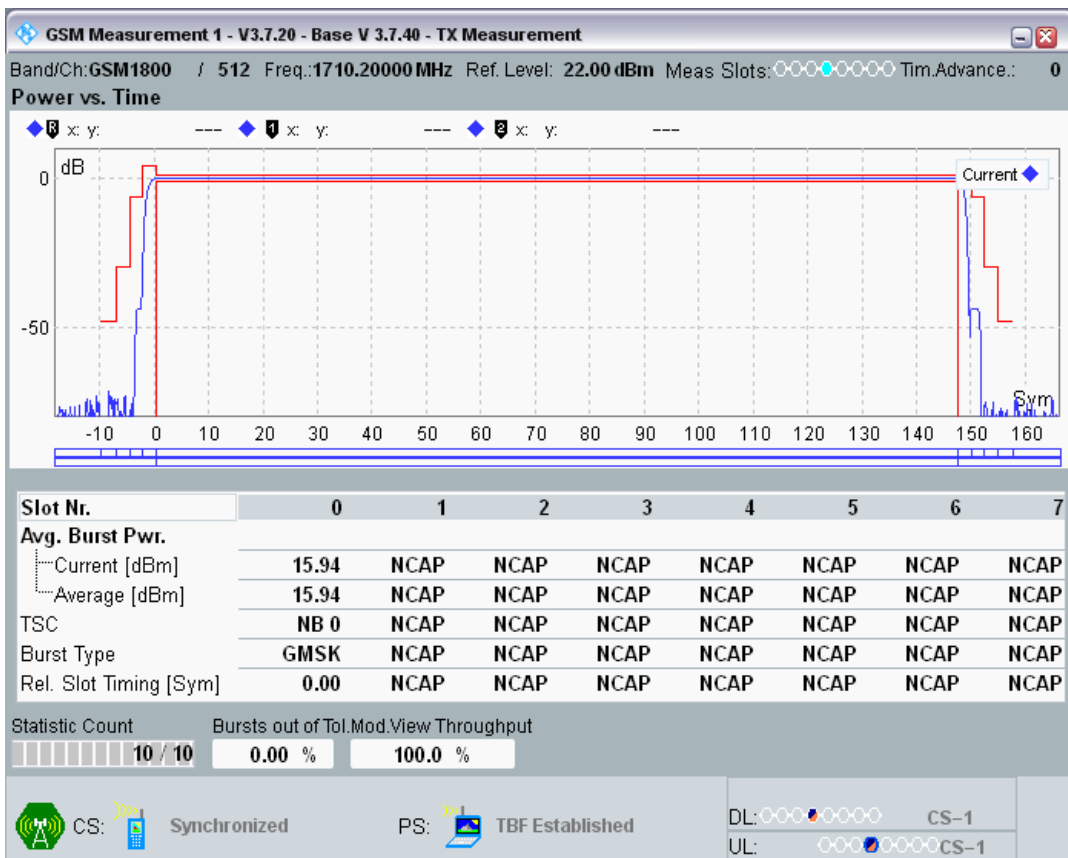 GSM Measurement 1 - V3.7.20 - Base V 3.7.40 - TX Measurement
Band/Ch:GSM1800 / 512 Freq.:1710.20000 MHz Ref. Level: 22.00 dBm Meas Slots: Tim.Advance.: 0
Power vs. Time
R x: y: --- 1 x: y: --- 2 x: y: ---
dB
Current
0
-50
Sym
-10 0 10 20 30 40 50 60 70 80 90 100 110 120 130 140 150 160
Slot Nr. 0 1 2 3 4 5 6 7
Avg. Burst Pwr.
Current [dBm] 15.94 NCAP NCAP NCAP NCAP NCAP NCAP NCAP
Average [dBm] 15.94 NCAP NCAP NCAP NCAP NCAP NCAP NCAP
TSC NB 0 NCAP NCAP NCAP NCAP NCAP NCAP NCAP
Burst Type GMSK NCAP NCAP NCAP NCAP NCAP NCAP NCAP
Rel. Slot Timing [Sym] 0.00 NCAP NCAP NCAP NCAP NCAP NCAP NCAP
Statistic Count Bursts out of Tol.Mod.View Throughput
10 / 10 0.00 % 100.0 %
CS: Synchronized PS: TBF Established
DL: CS-1
UL: CS-1